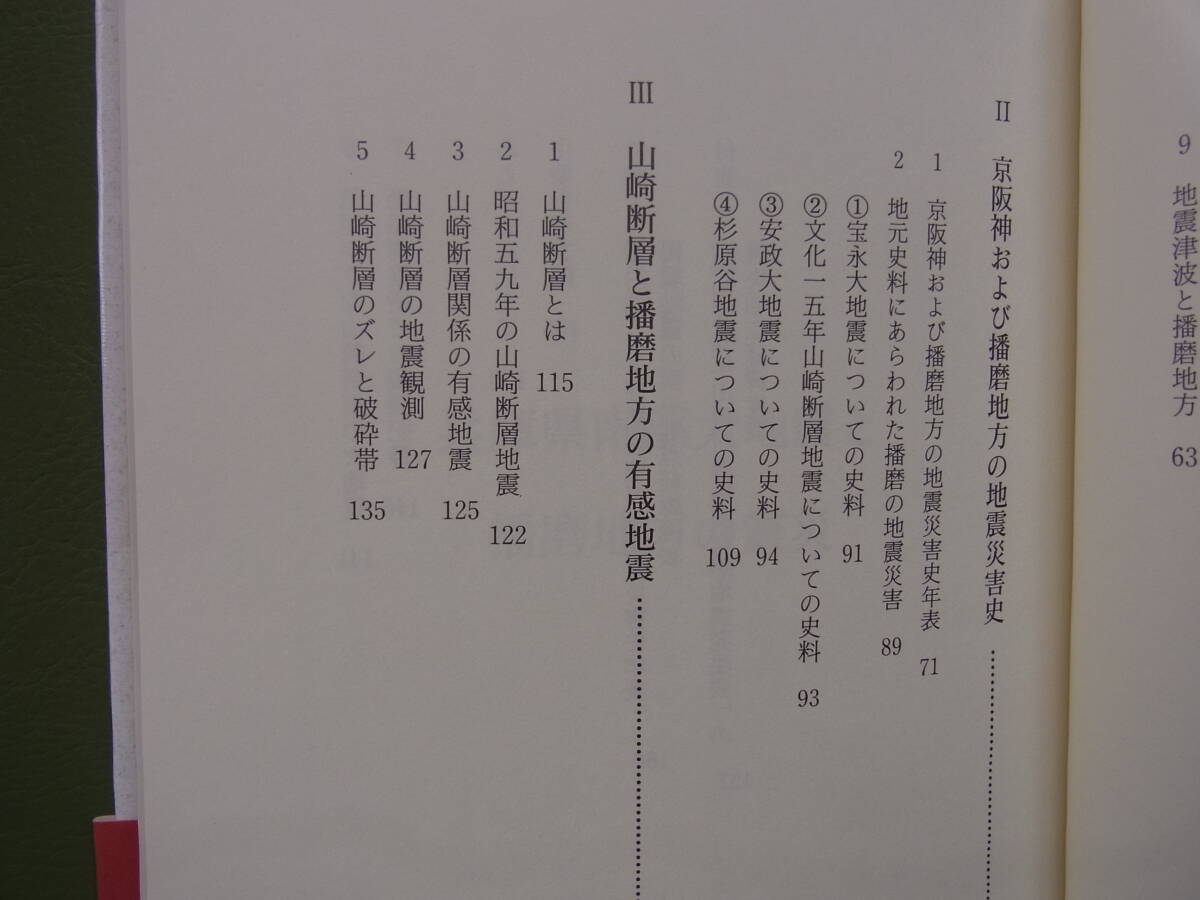 9 地震津波と播磨地方 63
II 京阪神および播磨地方の地震災害史
1 京阪神および播磨地方の地震災害史年表 71
2 地元史料にあらわれた播磨の地震災害 89
①宝永大地震についての史料 91
②文化一五年山崎断層地震についての史料 93
③安政大地震についての史料 94
④杉原谷地震についての史料 109
III 山崎断層と播磨地方の有感地震
1 山崎断層とは 115
2 昭和五九年の山崎断層地震 122
3 山崎断層関係の有感地震 125
4 山崎断層の地震観測 127
5 山崎断層のズレと破砕帯 135